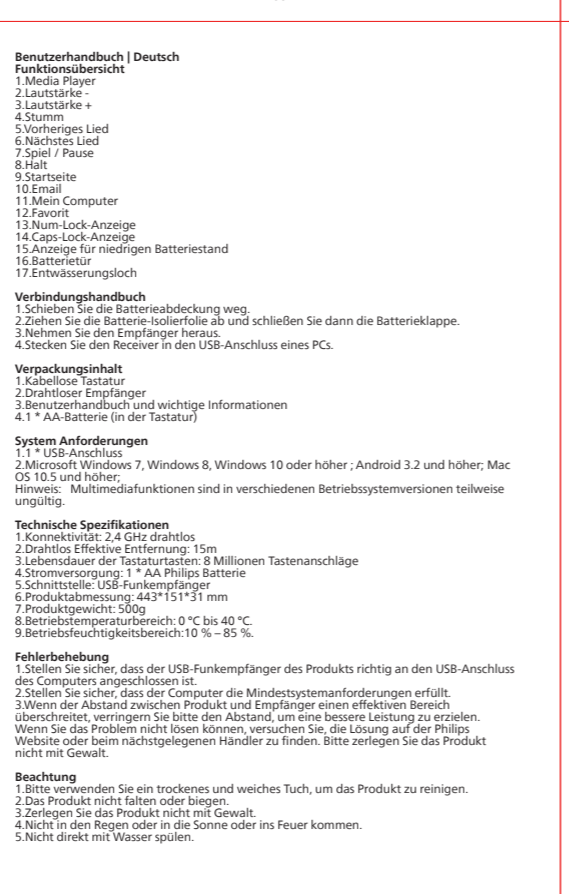 Benutzerhandbuch | Deutsch
Funktionsübersicht
1.Media Player
2.Lautstärke -
3.Lautstärke +
4.Stumm
5.Vorheriges Lied
6.Nächstes Lied
7.Spiel / Pause
8.Halt
9.Startseite
10.Email
11.Mein Computer
12.Favorit
13.Num-Lock-Anzeige
14.Caps-Lock-Anzeige
15.Anzeige für niedrigen Batteriestand
16.Batterietür
17.Entwässerungsloch
Verbindungshandbuch
1.Schieben Sie die Batterieabdeckung weg.
2.Ziehen Sie die Batterie-Isolierfolie ab und schließen Sie dann die Batterieklappe.
3.Nehmen Sie den Empfänger heraus.
4.Stecken Sie den Receiver in den USB-Anschluss eines PCs.
Verpackungsinhalt
1.Kabellose Tastatur
2.Drahtloser Empfänger
3.Benutzerhandbuch und wichtige Informationen
4.1 * AA-Batterie (in der Tastatur)
System Anforderungen
1.1 * USB-Anschluss
2.Microsoft Windows 7, Windows 8, Windows 10 oder höher ; Android 3.2 und höher; Mac
OS 10.5 und höher;
Hinweis: Multimediafunktionen sind in verschiedenen Betriebssystemversionen teilweise
ungültig.
Technische Spezifikationen
1.Konnektivität: 2,4 GHz drahtlos
2.Drahtlos Effektive Entfernung: 15m
3.Lebensdauer der Tastaturtasten: 8 Millionen Tastenanschläge
4.Stromversorgung: 1 * AA Philips Batterie
5.Schnittstelle: USB-Funkempfänger
6.Produktabmessung: 443*151*31 mm
7.Produktgewicht: 500g
8.Betriebstemperaturbereich: 0 °C bis 40 °C.
9.Betriebsfeuchtigkeitsbereich:10 % – 85 %.
Fehlerbehebung
1.Stellen Sie sicher, dass der USB-Funkempfänger des Produkts richtig an den USB-Anschluss
des Computers angeschlossen ist.
2.Stellen Sie sicher, dass der Computer die Mindestsystemanforderungen erfüllt.
3.Wenn der Abstand zwischen Produkt und Empfänger einen effektiven Bereich
überschreitet, verringern Sie bitte den Abstand, um eine bessere Leistung zu erzielen.
Wenn Sie das Problem nicht lösen können, versuchen Sie, die Lösung auf der Philips
Website oder beim nächstgelegenen Händler zu finden. Bitte zerlegen Sie das Produkt
nicht mit Gewalt.
Beachtung
1.Bitte verwenden Sie ein trockenes und weiches Tuch, um das Produkt zu reinigen.
2.Das Produkt nicht falten oder biegen.
3.Zerlegen Sie das Produkt nicht mit Gewalt.
4.Nicht in den Regen oder in die Sonne oder ins Feuer kommen.
5.Nicht direkt mit Wasser spülen.